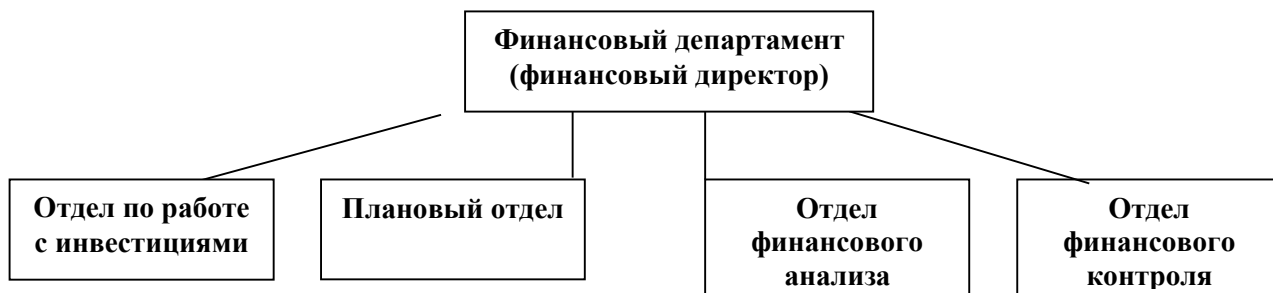 Финансовый департамент
(финансовый директор)
Отдел по работе
с инвестициями
Плановый отдел
Отдел
финансового
анализа
Отдел
финансового
контроля